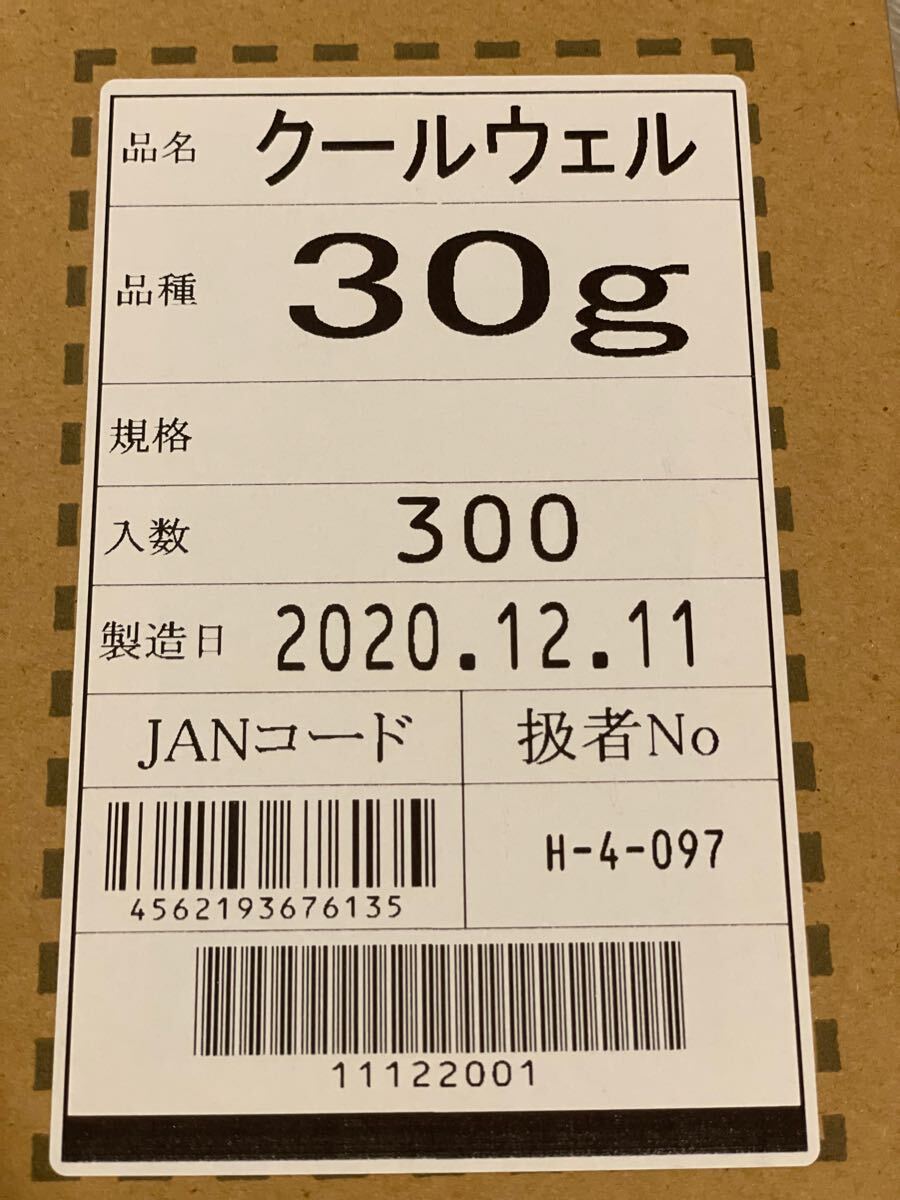 品名 クールウェル
品種 30g
規格
入数 300
製造日 2020.12.11
JANコード 扱者No
4562193676135 H-4-097
11122001